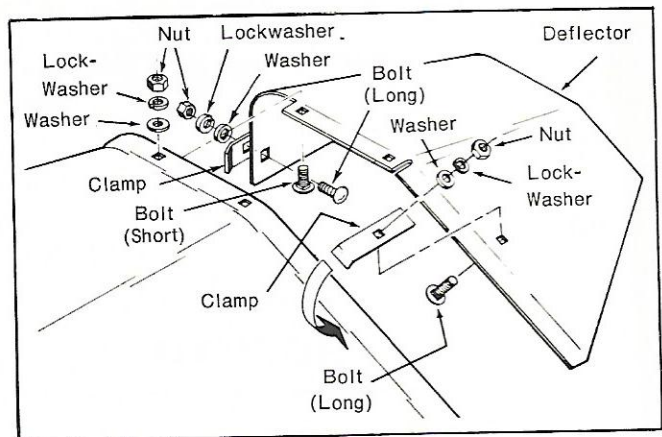 Nut
Lockwasher
Lock-
Washer
Washer
Washer
Deflector
Bolt
(Long)
Washer
Nut
Lock-
Washer
Clamp
Bolt
(Short)
Clamp
Bolt
(Long)